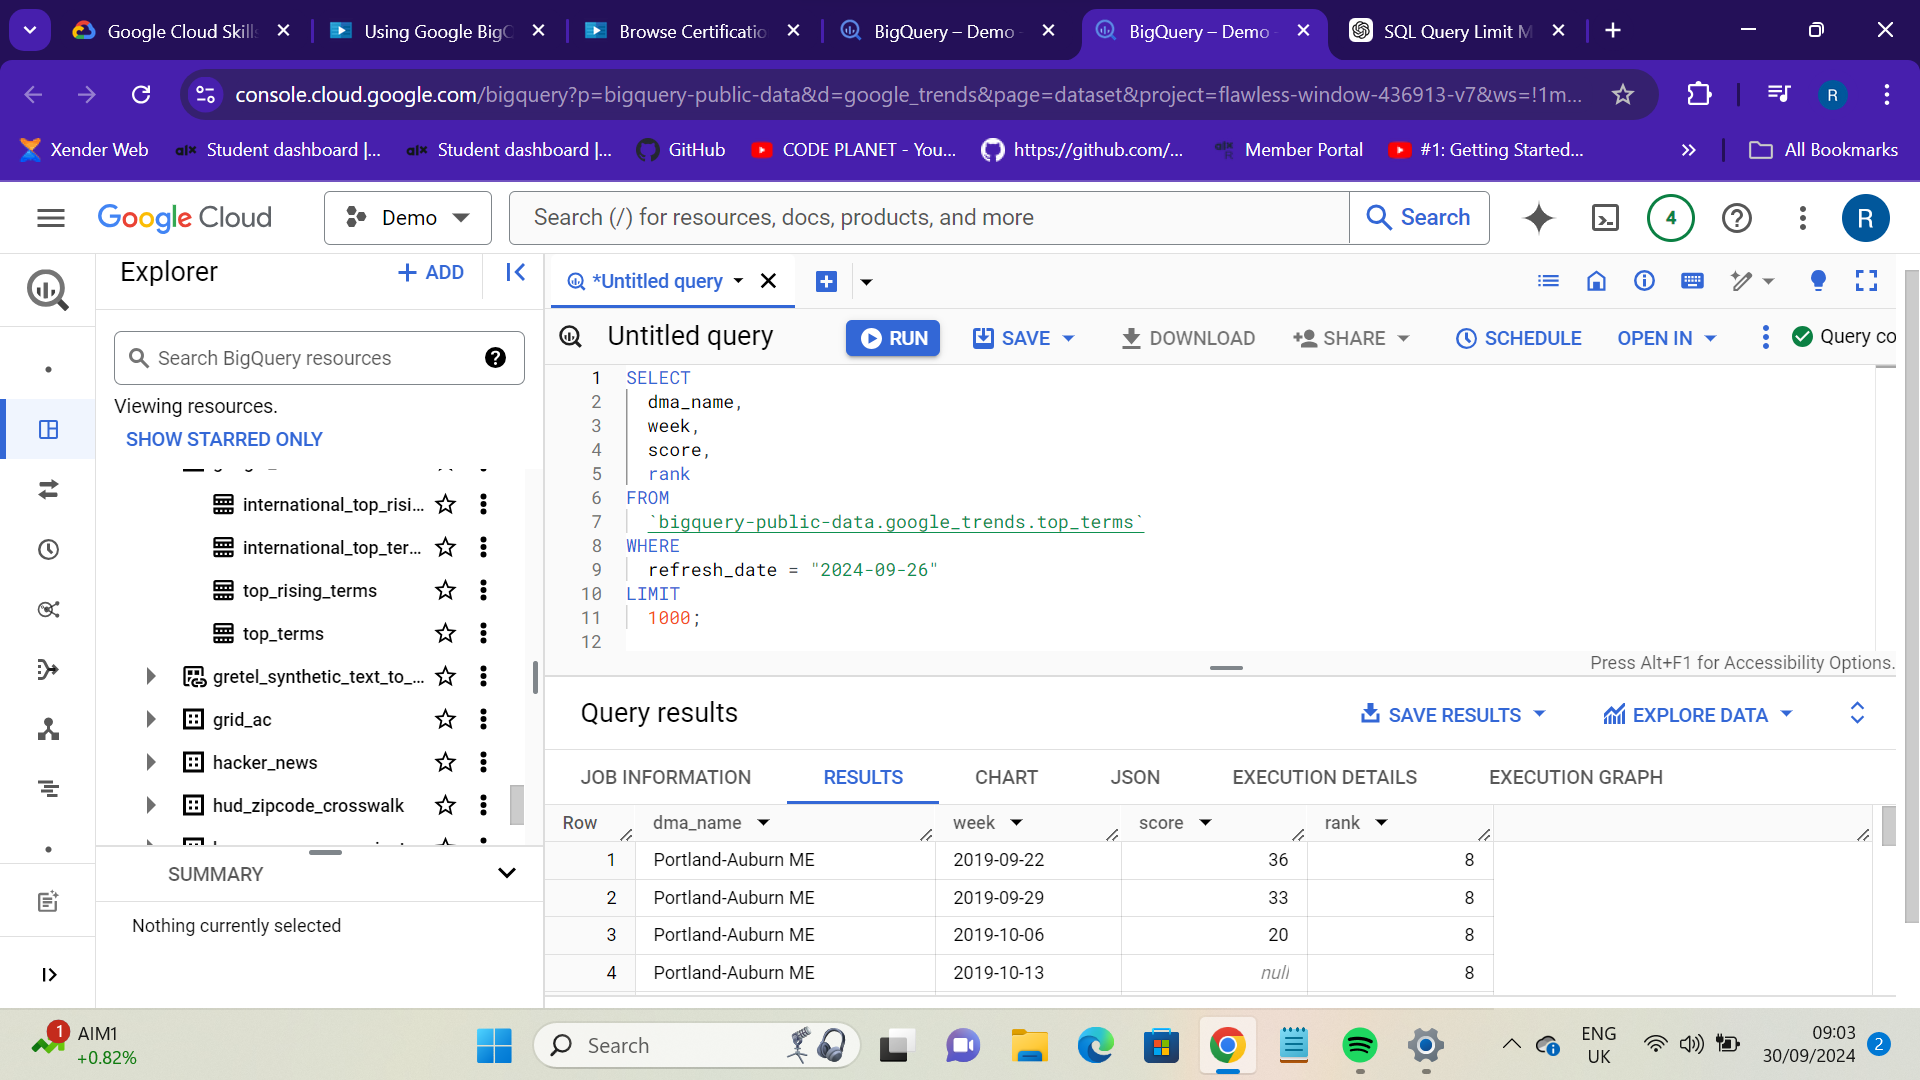 Google Cloud Skills
Using Google BigQ
Browse Certificatio
BigQuery – Demo
BigQuery – Demo
SQL Query Limit M
console.cloud.google.com/bigquery?p=bigquery-public-data&d=google_trends&page=dataset&project=flawless-window-436913-v7&ws=!1m...
R
Xender Web
Student dashboard |...
Student dashboard |...
GitHub
CODE PLANET - You...
https://github.com/...
Member Portal
#1: Getting Started...
All Bookmarks
Google Cloud
Demo
Search (/) for resources, docs, products, and more
Search
4
R
Explorer
+ ADD
*Untitled query
Untitled query
RUN
SAVE
DOWNLOAD
SHARE
SCHEDULE
OPEN IN
Query co
Search BigQuery resources
Viewing resources.
SHOW STARRED ONLY
international_top_risi...
international_top_ter...
top_rising_terms
top_terms
gretel_synthetic_text_to_...
grid_ac
hacker_news
hud_zipcode_crosswalk
SUMMARY
Nothing currently selected
1 SELECT
2 dma_name,
3 week,
4 score,
5 rank
6 FROM
7 `bigquery-public-data.google_trends.top_terms`
8 WHERE
9 refresh_date = "2024-09-26"
10 LIMIT
11 1000;
12
Press Alt+F1 for Accessibility Options.
Query results
SAVE RESULTS
EXPLORE DATA
JOB INFORMATION
RESULTS
CHART
JSON
EXECUTION DETAILS
EXECUTION GRAPH
Row dma_name week score rank
1 Portland-Auburn ME 2019-09-22 36 8
2 Portland-Auburn ME 2019-09-29 33 8
3 Portland-Auburn ME 2019-10-06 20 8
4 Portland-Auburn ME 2019-10-13 null 8
1
AIM1
+0.82%
Search
ENG
UK
09:03
30/09/2024
2